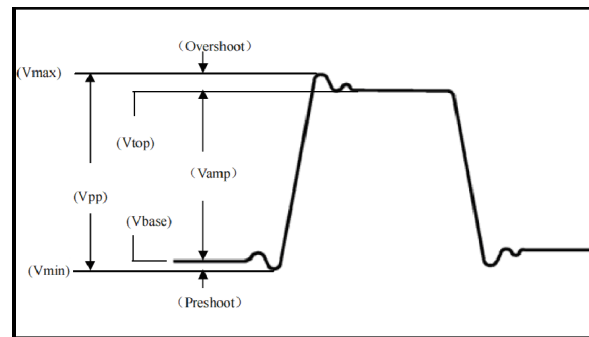 (Overshoot)
(Vmax)
(Vtop)
(Vamp)
(Vpp)
(Vbase)
(Vmin)
(Preshoot)